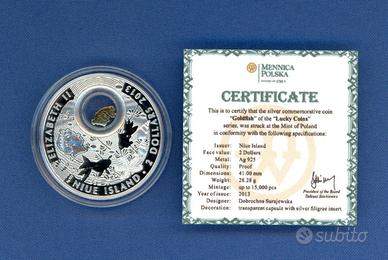 ELIZABETH II
2 DOLLARS 2013
NIUE ISLAND
MENNICA
POLSKA
CERTIFICATE
This is to certify that the silver commemorative coin
"Goldfish" of the "Lucky Coins"
series, was struck at the Mint of Poland
in conformity with the following specifications:
Issuer: Niue Island
Face value: 2 Dollars
Metal: Ag 925
Quality: Proof
Dimensions: 41.00 mm
Weight: 28.28 g
Mintage: up to 15,000 pcs
Year of issue: 2013
Designer: Dobrochna Surajewska
Decoration: transparent capsule with silver filigree insert
President of the Board
Tadeusz Steckiewicz
subito